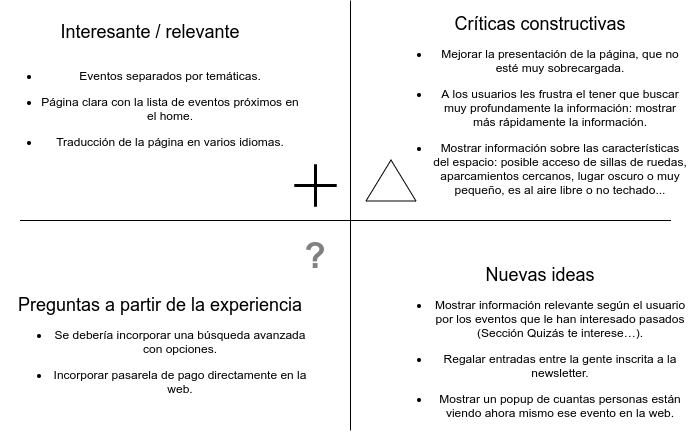 Interesante / relevante
Eventos separados por temáticas.
Página clara con la lista de eventos próximos en
el home.
Traducción de la página en varios idiomas.
Críticas constructivas
Mejorar la presentación de la página, que no
esté muy sobrecargada.
A los usuarios les frustra el tener que buscar
muy profundamente la información: mostrar
más rápidamente la información.
Mostrar información sobre las características
del espacio: posible acceso de sillas de ruedas,
aparcamientos cercanos, lugar oscuro o muy
pequeño, es al aire libre o no techado...
?
Preguntas a partir de la experiencia
Se debería incorporar una búsqueda avanzada
con opciones.
Incorporar pasarela de pago directamente en la
web.
Nuevas ideas
Mostrar información relevante según el usuario
por los eventos que le han interesado pasados
(Sección Quizás te interese…).
Regalar entradas entre la gente inscrita a la
newsletter.
Mostrar un popup de cuantas personas están
viendo ahora mismo ese evento en la web.